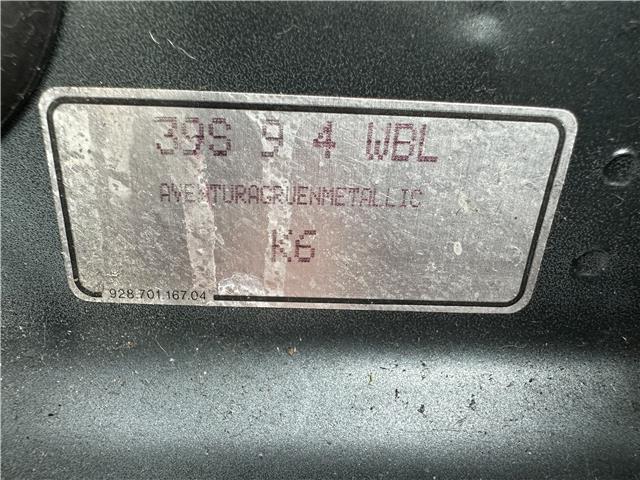 39S 9 4 WBL
AVENTURAGRUENMETALLIC
K6
928.701.167.04